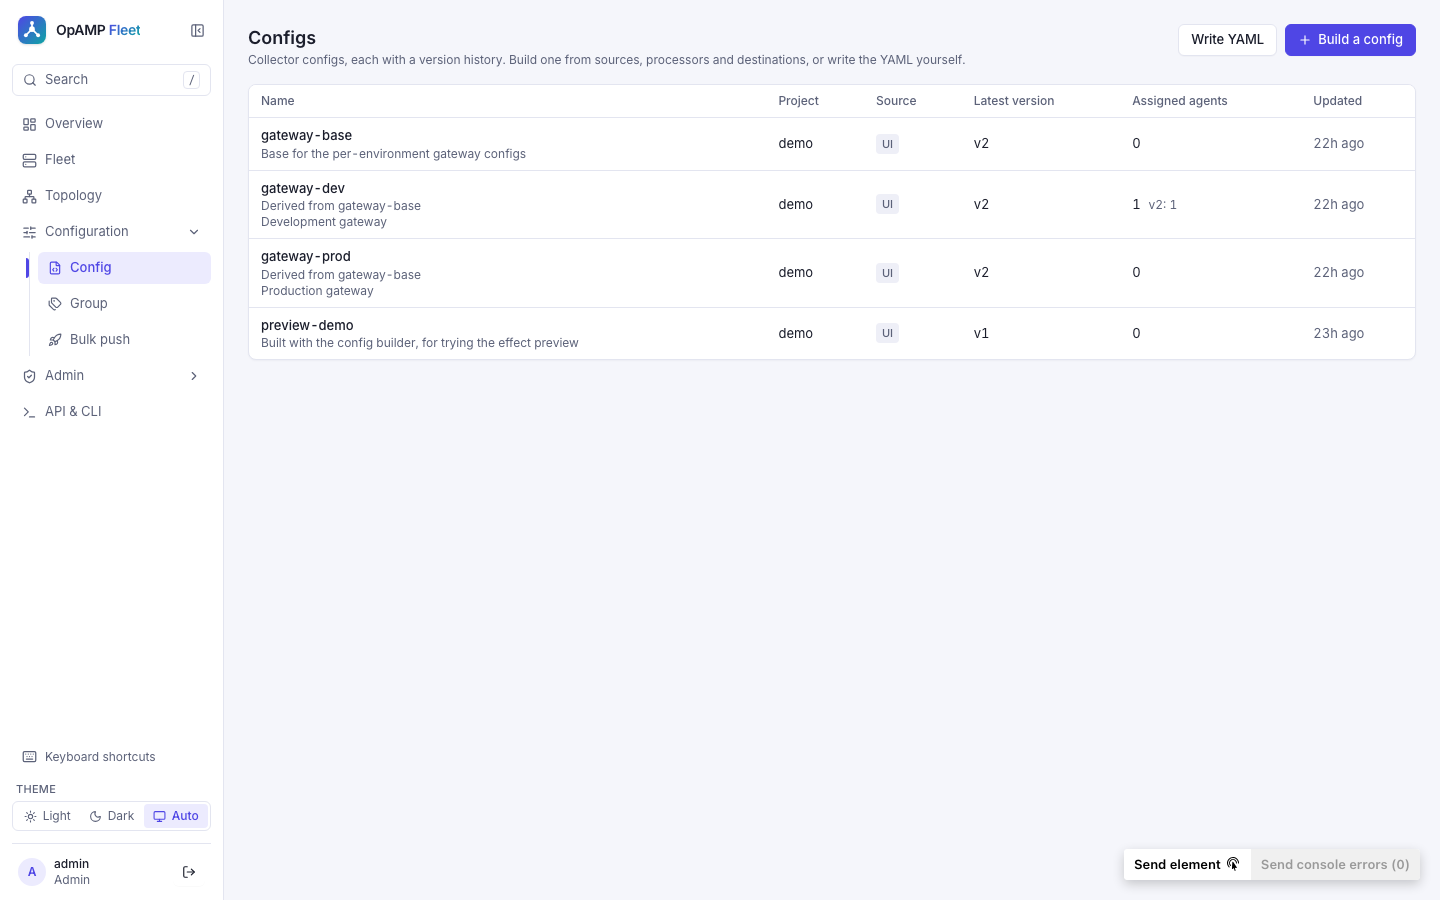 OpAMP Fleet
Search /
Overview
Fleet
Topology
Configuration
Config
Group
Bulk push
Admin
API & CLI
Keyboard shortcuts
THEME
Light Dark Auto
A admin
Admin
Configs
Collector configs, each with a version history. Build one from sources, processors and destinations, or write the YAML yourself.
Write YAML
Build a config
Name Project Source Latest version Assigned agents Updated
gateway-base
Base for the per-environment gateway configs
demo UI v2 0 22h ago
gateway-dev
Derived from gateway-base
Development gateway
demo UI v2 1 v2: 1 22h ago
gateway-prod
Derived from gateway-base
Production gateway
demo UI v2 0 22h ago
preview-demo
Built with the config builder, for trying the effect preview
demo UI v1 0 23h ago
Send element Send console errors (0)